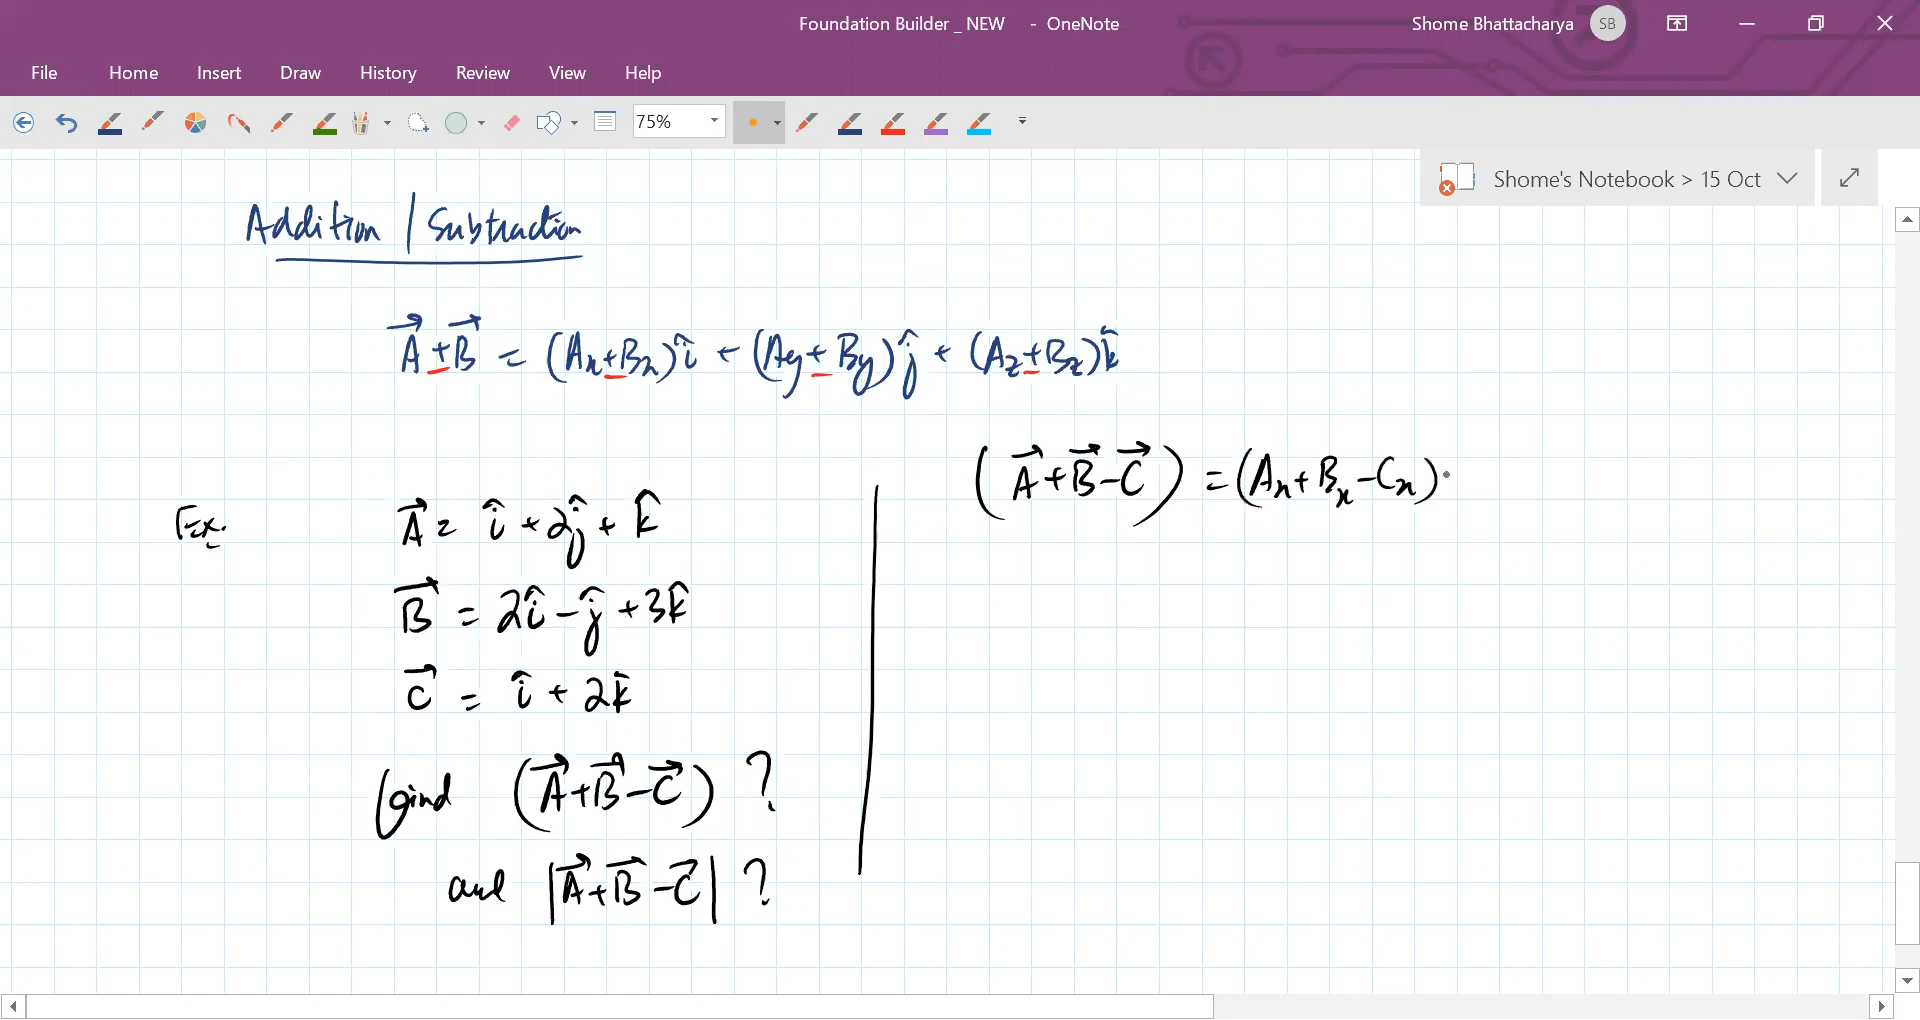 Foundation Builder _ NEW - OneNote
Shome Bhattacharya SB
File Home Insert Draw History Review View Help
75%
Shome's Notebook > 15 Oct
Addition | Subtraction
A⃗ + B⃗ = (Ax + Bx) î + (Ay + By) ĵ + (Az + Bz) k̂
Ex.
A⃗ = î + 2ĵ + k̂
B⃗ = 2î - ĵ + 3k̂
C⃗ = î + 2k̂
find (A⃗ + B⃗ - C⃗) ?
and |A⃗ + B⃗ - C⃗| ?
(A⃗ + B⃗ - C⃗) = (Ax + Bx - Cx)